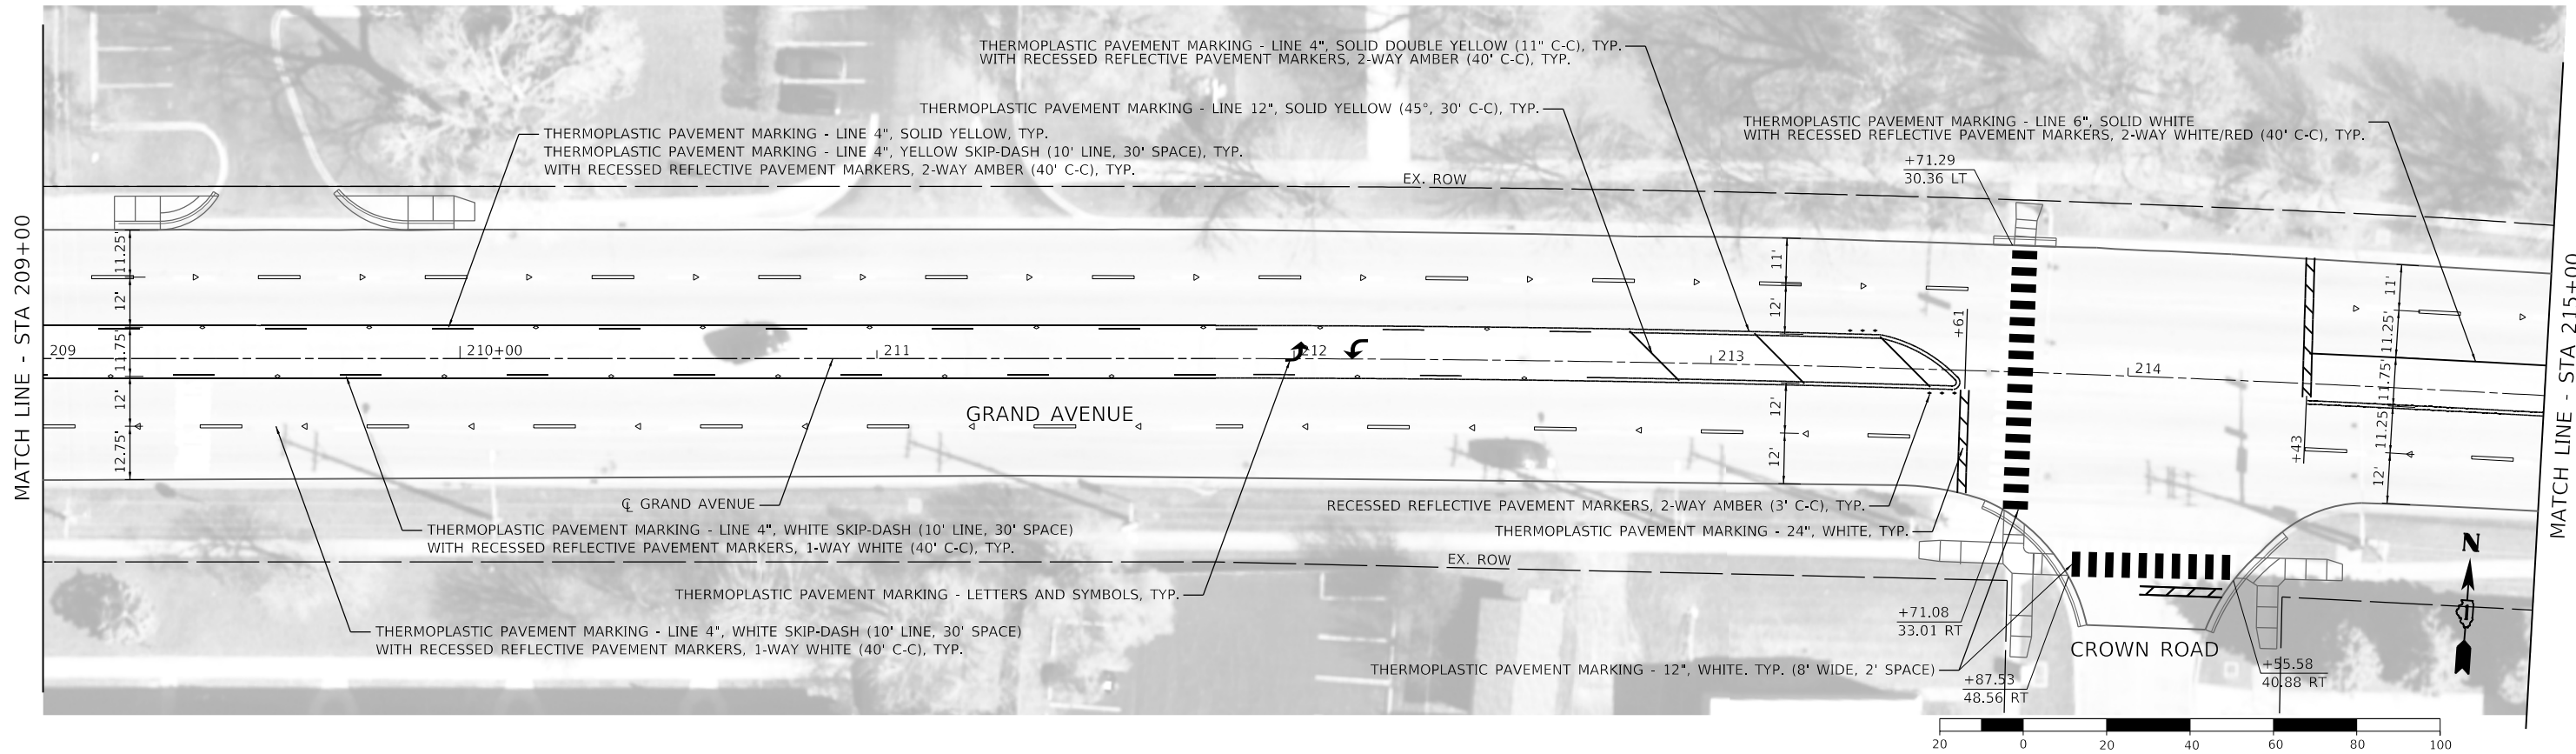 THERMOPLASTIC PAVEMENT MARKING - LINE 4", SOLID DOUBLE YELLOW (11" C-C), TYP.
WITH RECESSED REFLECTIVE PAVEMENT MARKERS, 2-WAY AMBER (40' C-C), TYP.
THERMOPLASTIC PAVEMENT MARKING - LINE 12", SOLID YELLOW (45°, 30' C-C), TYP.
THERMOPLASTIC PAVEMENT MARKING - LINE 4", SOLID YELLOW, TYP.
THERMOPLASTIC PAVEMENT MARKING - LINE 4", YELLOW SKIP-DASH (10' LINE, 30' SPACE), TYP.
WITH RECESSED REFLECTIVE PAVEMENT MARKERS, 2-WAY AMBER (40' C-C), TYP.
THERMOPLASTIC PAVEMENT MARKING - LINE 6", SOLID WHITE
WITH RECESSED REFLECTIVE PAVEMENT MARKERS, 2-WAY WHITE/RED (40' C-C), TYP.
+71.29
30.36 LT
EX. ROW
MATCH LINE - STA 209+00
11.25'
12'
11.75'
12'
12.75'
209
210+00
211
212
213
214
11'
12'
12'
12'
+61
11'
11.25'
11.75'
11.25'
12'
+43
MATCH LINE - STA 215+00
GRAND AVENUE
℄ GRAND AVENUE
THERMOPLASTIC PAVEMENT MARKING - LINE 4", WHITE SKIP-DASH (10' LINE, 30' SPACE)
WITH RECESSED REFLECTIVE PAVEMENT MARKERS, 1-WAY WHITE (40' C-C), TYP.
RECESSED REFLECTIVE PAVEMENT MARKERS, 2-WAY AMBER (3' C-C), TYP.
THERMOPLASTIC PAVEMENT MARKING - 24", WHITE, TYP.
EX. ROW
THERMOPLASTIC PAVEMENT MARKING - LETTERS AND SYMBOLS, TYP.
THERMOPLASTIC PAVEMENT MARKING - LINE 4", WHITE SKIP-DASH (10' LINE, 30' SPACE)
WITH RECESSED REFLECTIVE PAVEMENT MARKERS, 1-WAY WHITE (40' C-C), TYP.
+71.08
33.01 RT
THERMOPLASTIC PAVEMENT MARKING - 12", WHITE. TYP. (8' WIDE, 2' SPACE)
+87.53
48.56 RT
CROWN ROAD
+55.58
40.88 RT
N
20 0 20 40 60 80 100